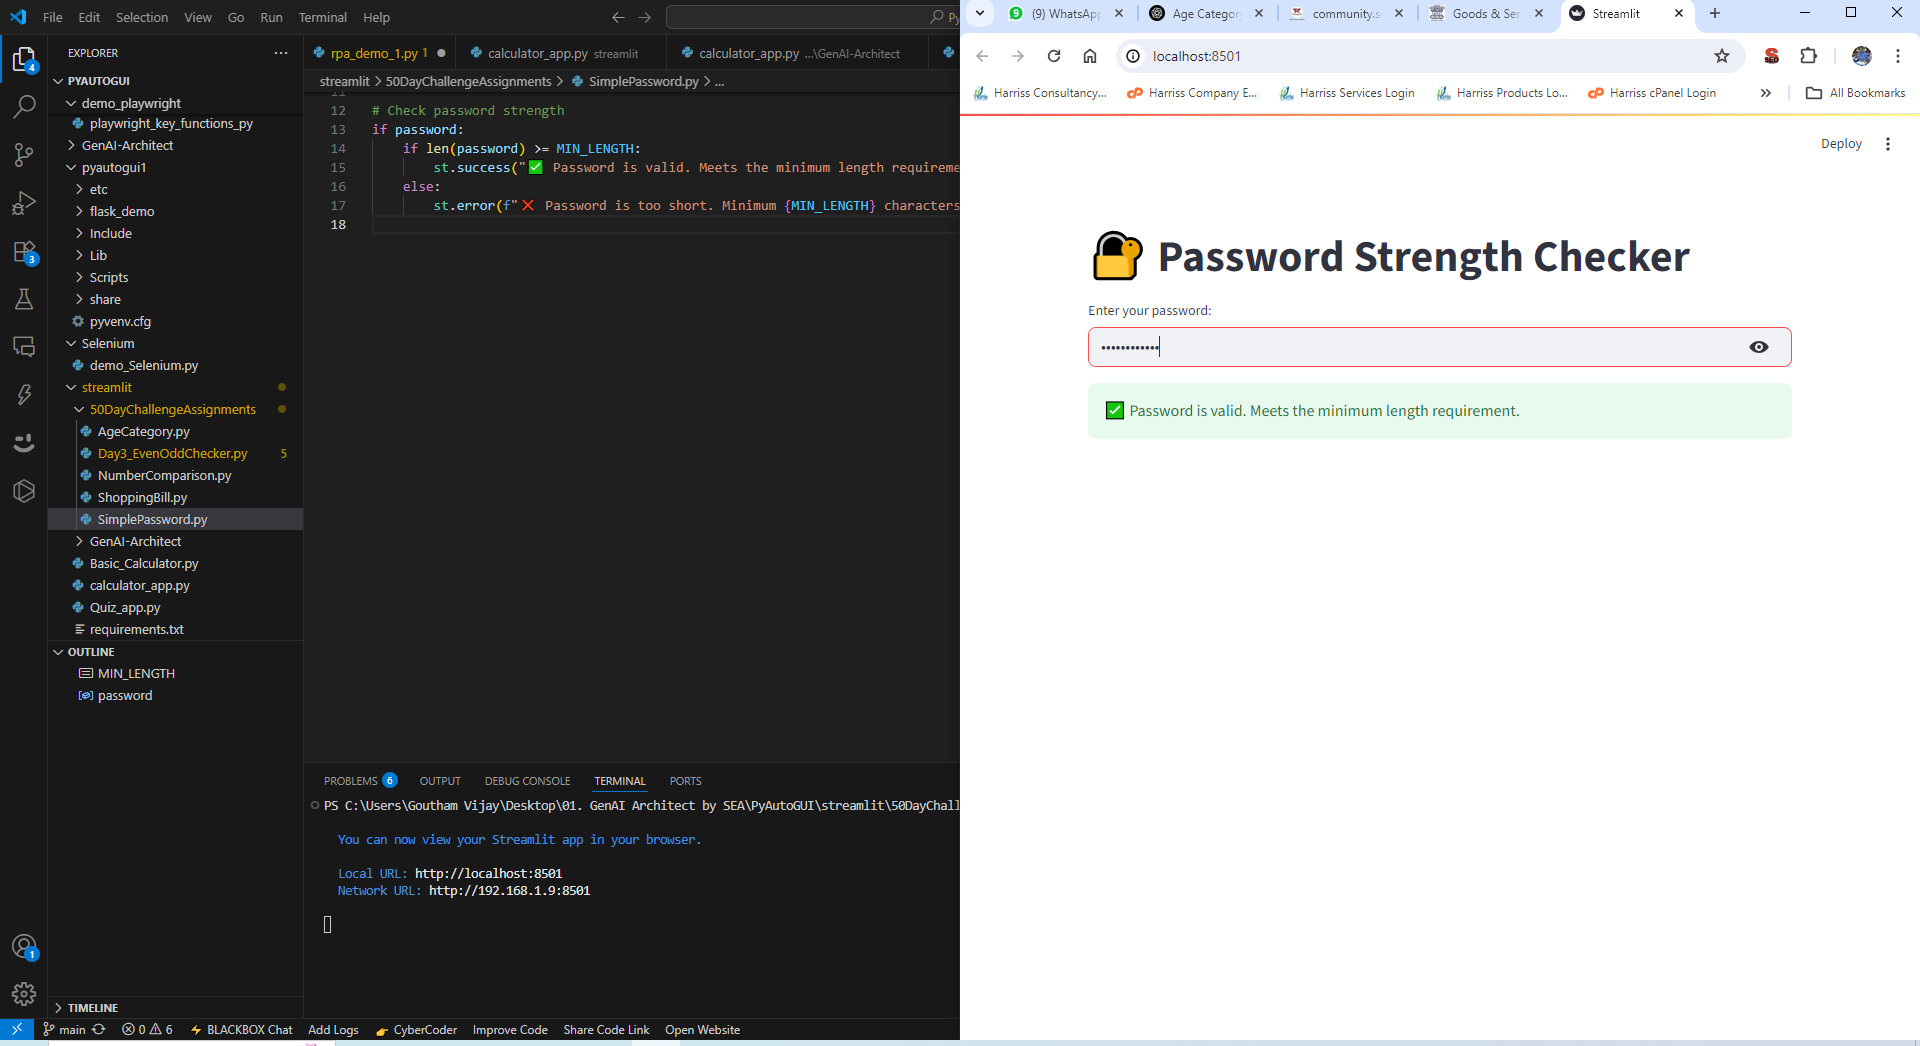 File Edit Selection View Go Run Terminal Help
Py
EXPLORER
PYAUTOGUI
demo_playwright
playwright_key_functions_py
GenAI-Architect
pyautogui1
etc
flask_demo
Include
Lib
Scripts
share
pyvenv.cfg
Selenium
demo_Selenium.py
streamlit
50DayChallengeAssignments
AgeCategory.py
Day3_EvenOddChecker.py 5
NumberComparison.py
ShoppingBill.py
SimplePassword.py
GenAI-Architect
Basic_Calculator.py
calculator_app.py
Quiz_app.py
requirements.txt
OUTLINE
MIN_LENGTH
password
TIMELINE
4
3
1
rpa_demo_1.py 1 calculator_app.py streamlit calculator_app.py ...\GenAI-Architect
streamlit > 50DayChallengeAssignments > SimplePassword.py > ...
11
12 # Check password strength
13 if password:
14 if len(password) >= MIN_LENGTH:
15 st.success("✅ Password is valid. Meets the minimum length requireme
16 else:
17 st.error(f"❌ Password is too short. Minimum {MIN_LENGTH} characters
18
PROBLEMS 6 OUTPUT DEBUG CONSOLE TERMINAL PORTS
PS C:\Users\Goutham Vijay\Desktop\01. GenAI Architect by SEA\PyAutoGUI\streamlit\50DayChall
You can now view your Streamlit app in your browser.
Local URL: http://localhost:8501
Network URL: http://192.168.1.9:8501
main 0 6 BLACKBOX Chat Add Logs CyberCoder Improve Code Share Code Link Open Website
9 (9) WhatsApp Age Categor community.s Goods & Ser Streamlit
localhost:8501
SEO
Harriss Consultancy... Harriss Company E... Harriss Services Login Harriss Products Lo... Harriss cPanel Login All Bookmarks
Deploy
Password Strength Checker
Enter your password:
••••••••••••
✅ Password is valid. Meets the minimum length requirement.